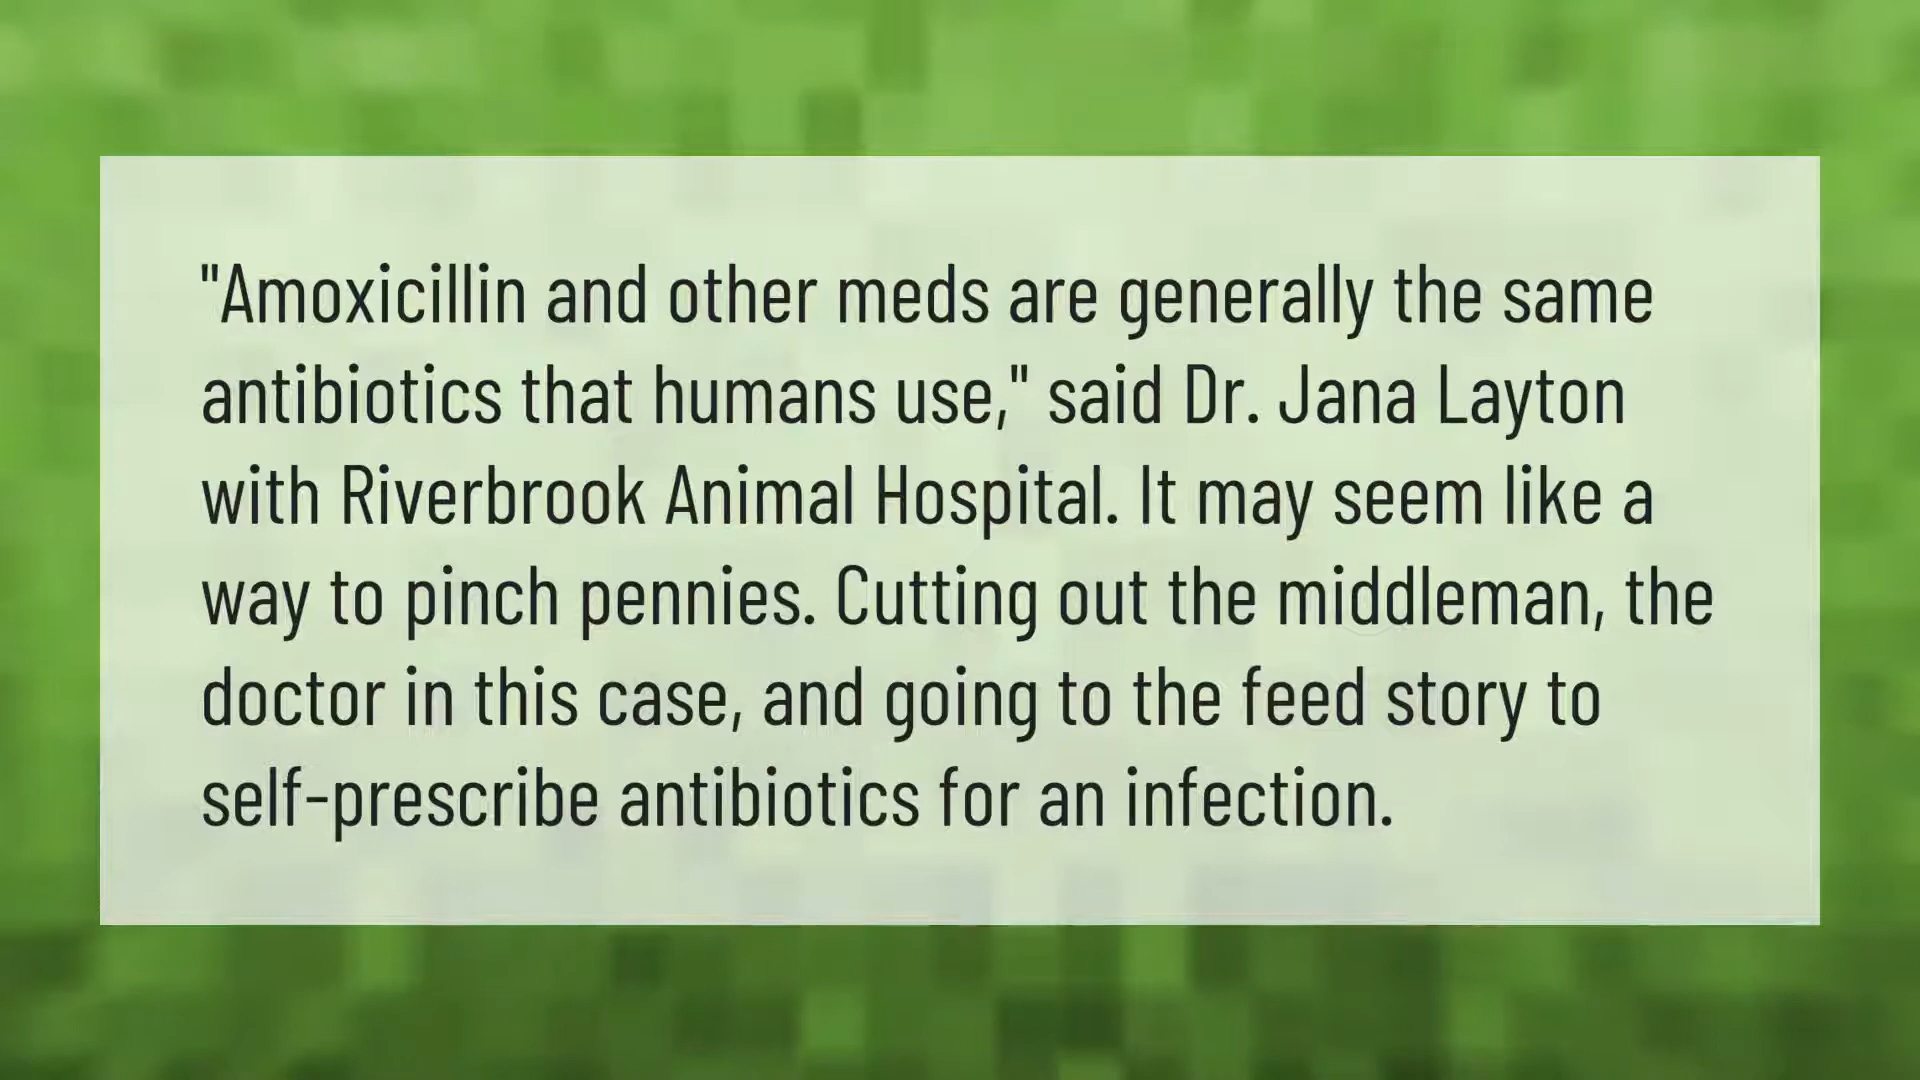 "Amoxicillin and other meds are generally the same
antibiotics that humans use," said Dr. Jana Layton
with Riverbrook Animal Hospital. It may seem like a
way to pinch pennies. Cutting out the middleman, the
doctor in this case, and going to the feed story to
self-prescribe antibiotics for an infection.